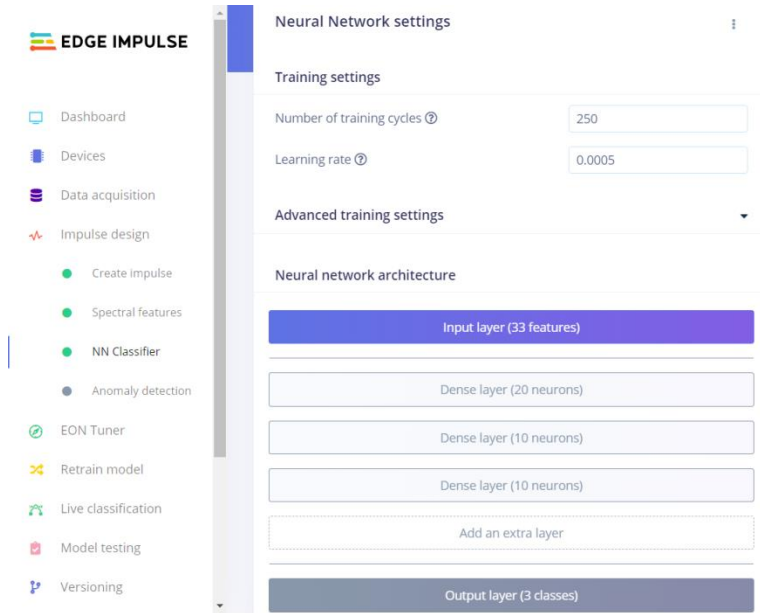 EDGE IMPULSE
Dashboard
Devices
Data acquisition
Impulse design
Create impulse
Spectral features
NN Classifier
Anomaly detection
EON Tuner
Retrain model
Live classification
Model testing
Versioning
Neural Network settings
Training settings
Number of training cycles ?
250
Learning rate ?
0.0005
Advanced training settings
Neural network architecture
Input layer (33 features)
Dense layer (20 neurons)
Dense layer (10 neurons)
Dense layer (10 neurons)
Add an extra layer
Output layer (3 classes)